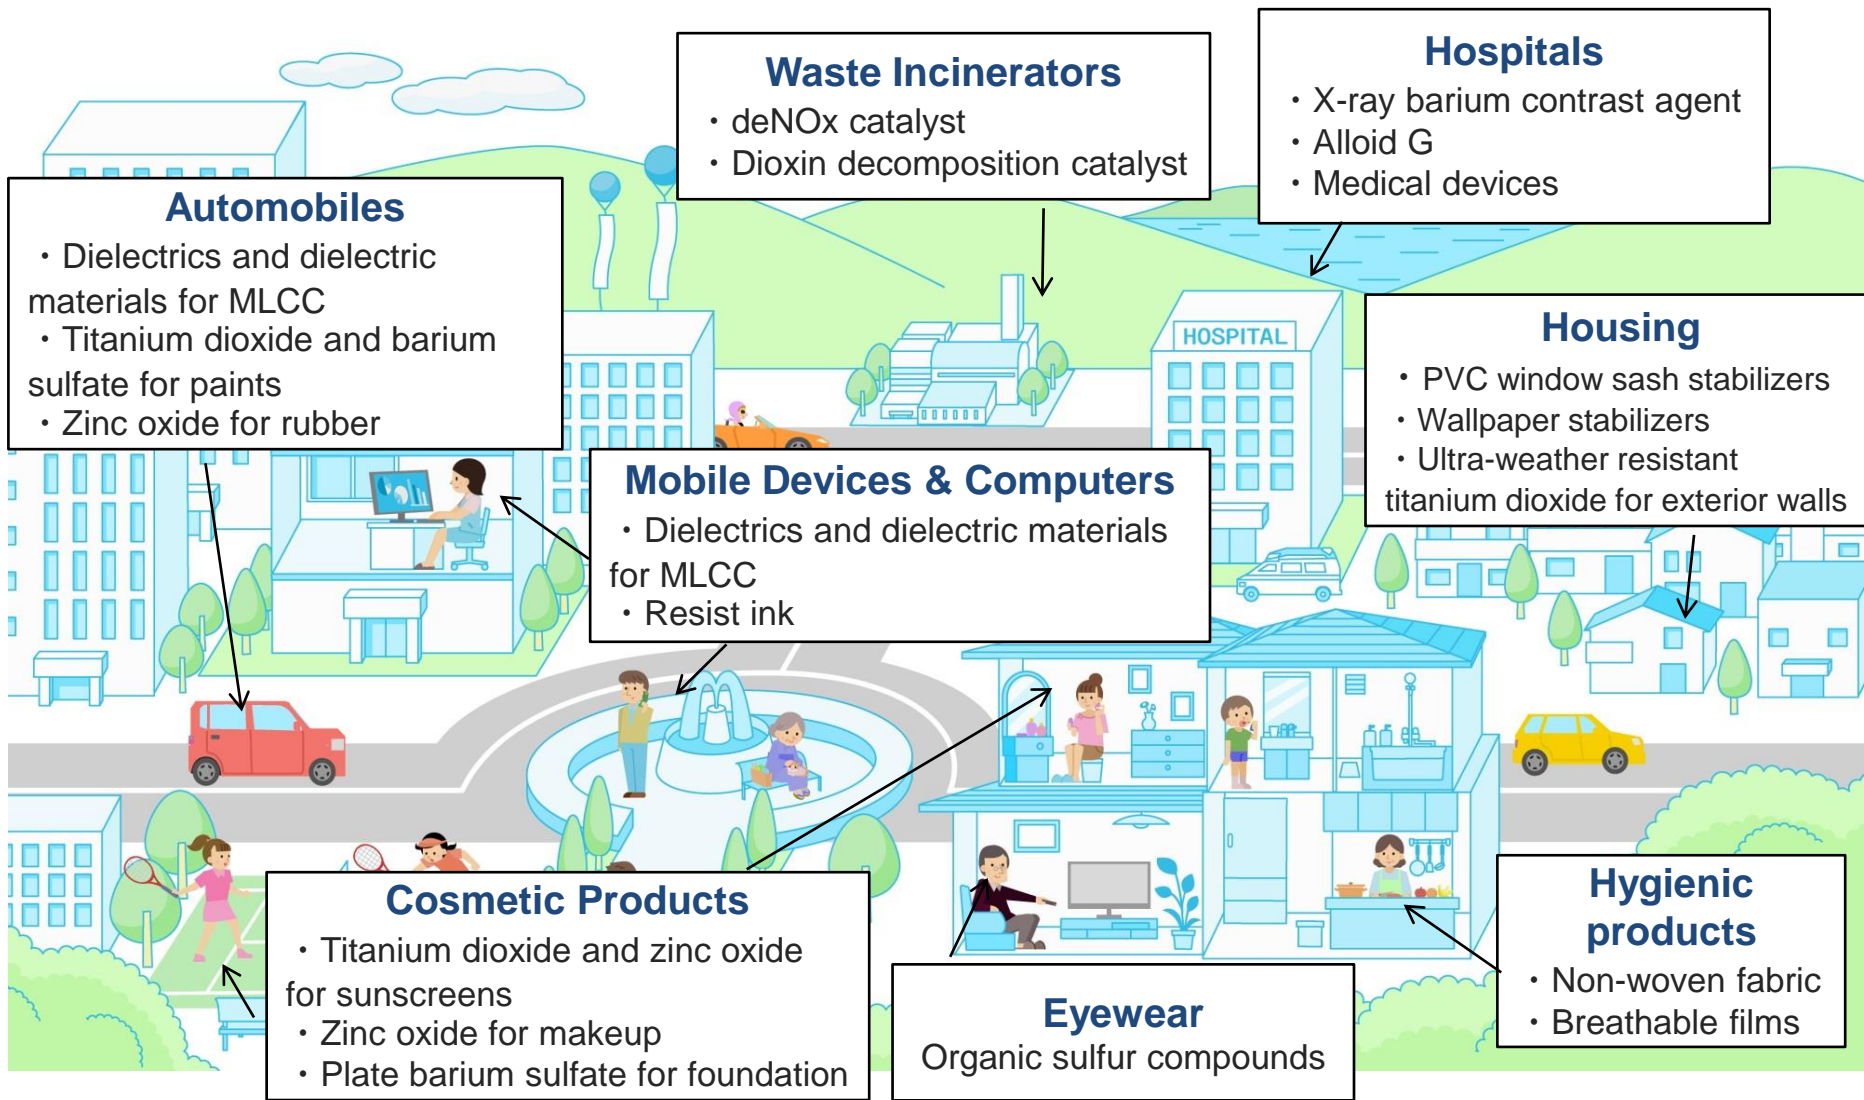 Waste Incinerators
・deNOx catalyst
・Dioxin decomposition catalyst
Hospitals
・X-ray barium contrast agent
・Alloid G
・Medical devices
Automobiles
・Dielectrics and dielectric
materials for MLCC
・Titanium dioxide and barium
sulfate for paints
・Zinc oxide for rubber
HOSPITAL
Housing
・PVC window sash stabilizers
・Wallpaper stabilizers
・Ultra-weather resistant
titanium dioxide for exterior walls
Mobile Devices & Computers
・Dielectrics and dielectric materials
for MLCC
・Resist ink
Cosmetic Products
・Titanium dioxide and zinc oxide
for sunscreens
・Zinc oxide for makeup
・Plate barium sulfate for foundation
Eyewear
Organic sulfur compounds
Hygienic
products
・Non-woven fabric
・Breathable films